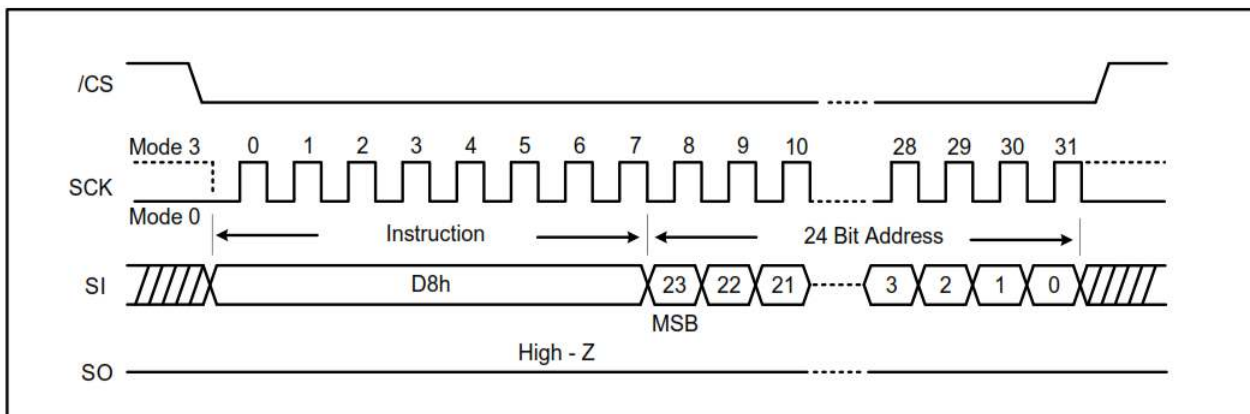 /CS
Mode 3 0 1 2 3 4 5 6 7 8 9 10 28 29 30 31
SCK
Mode 0
Instruction 24 Bit Address
SI D8h 23 22 21 3 2 1 0
MSB
High - Z
SO